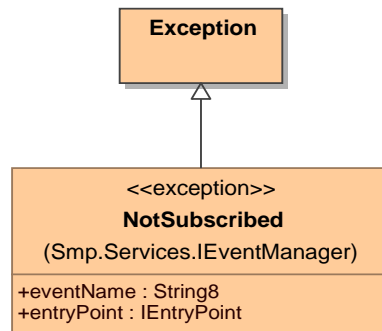 Exception
<<exception>>
NotSubscribed
(Smp.Services.IEventManager)
+eventName : String8
+entryPoint : IEntryPoint